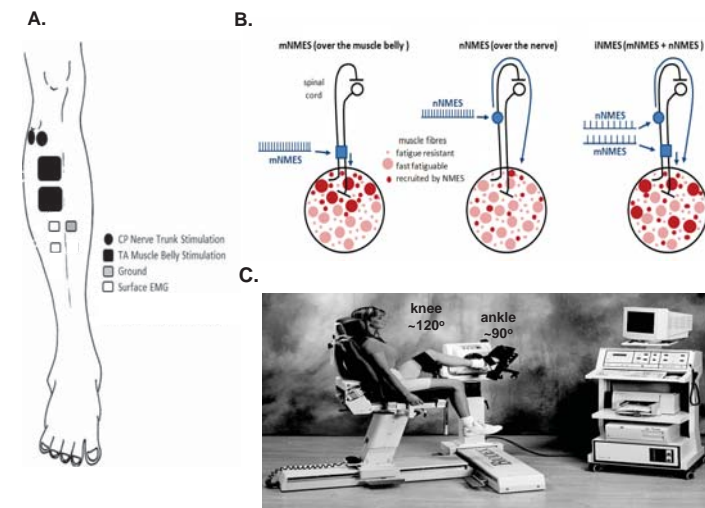 A.
CP Nerve Trunk Stimulation
TA Muscle Belly Stimulation
Ground
Surface EMG
B.
mNMES (over the muscle belly )
nNMES (over the nerve)
iNMES (mNMES + nNMES )
spinal
cord
mNMES
nNMES
muscle fibres
fatigue resistant
fast fatiguable
recruited by NMES
nNMES
mNMES
C.
knee
~120º
ankle
~90º